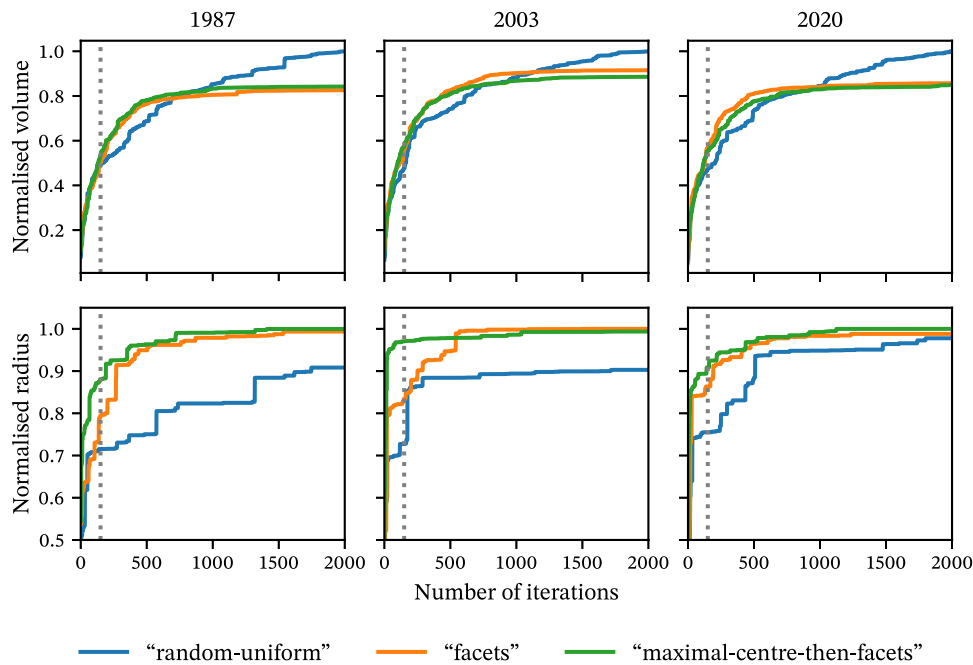 1987 2003 2020
Normalised volume
1.0
0.8
0.6
0.4
0.2
Normalised radius
1.0
0.9
0.8
0.7
0.6
0.5
0 500 1000 1500 2000 0 500 1000 1500 2000 0 500 1000 1500 2000
Number of iterations
“random-uniform” “facets” “maximal-centre-then-facets”